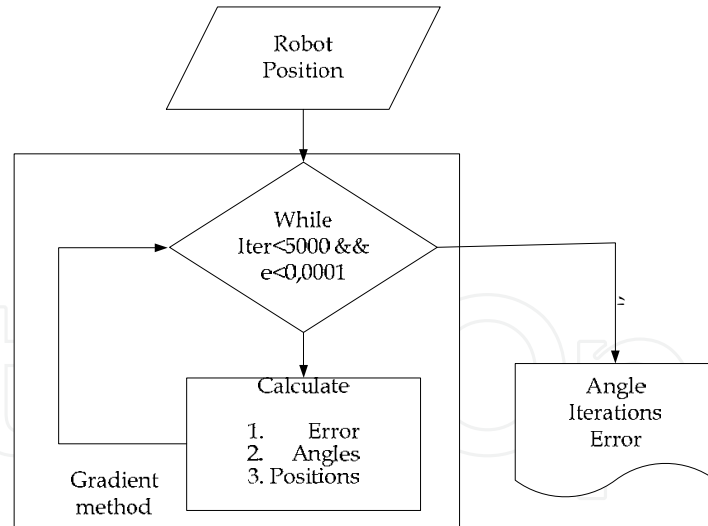 Robot
Position
While
Iter<5000 &&
e<0,0001
Calculate
1. Error
2. Angles
3. Positions
Gradient
method
Angle
Iterations
Error